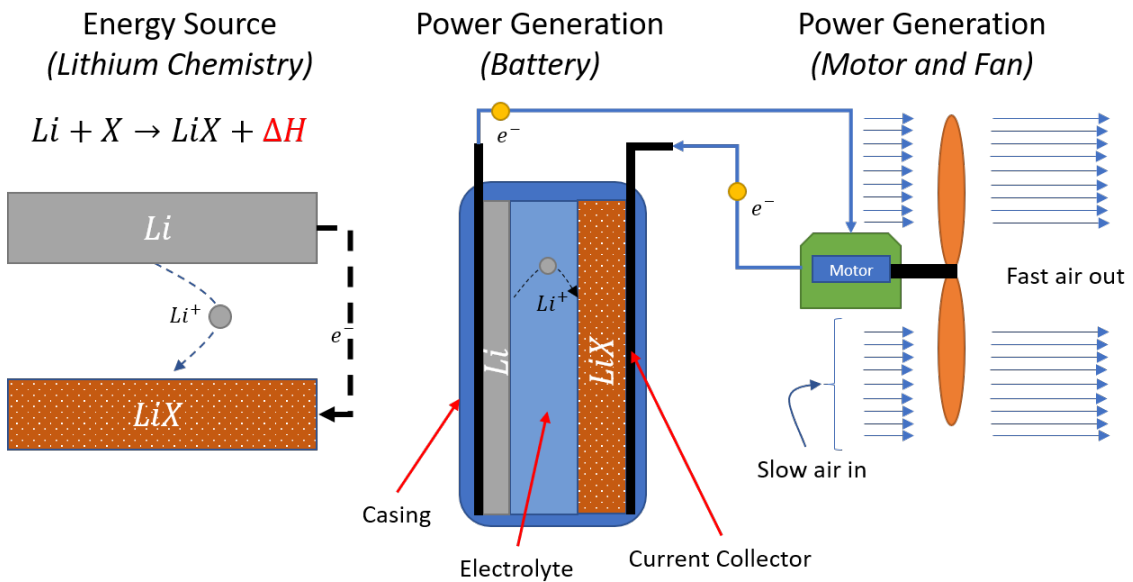 Energy Source
(Lithium Chemistry)
Li + X → LiX + ΔH
Li
Li⁺
e⁻
LiX
Power Generation
(Battery)
e⁻
e⁻
Li
Li⁺
LiX
Casing
Electrolyte
Current Collector
Power Generation
(Motor and Fan)
Motor
Fast air out
Slow air in